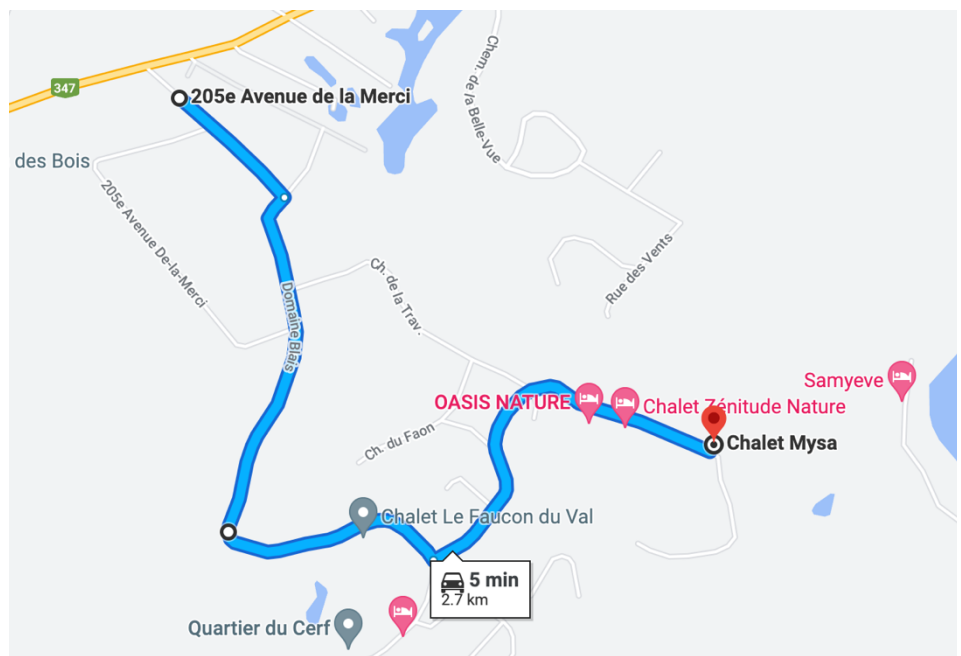 347
205e Avenue de la Merci
Chem. de la Belle-Vue
des Bois
205e Avenue De-la-Merci
Domaine Blais
Ch. de la Trav.
Rue des Vents
Samyeve
OASIS NATURE
Chalet Zénitude Nature
Chalet Mysa
Ch. du Faon
Chalet Le Faucon du Val
5 min
2.7 km
Quartier du Cerf